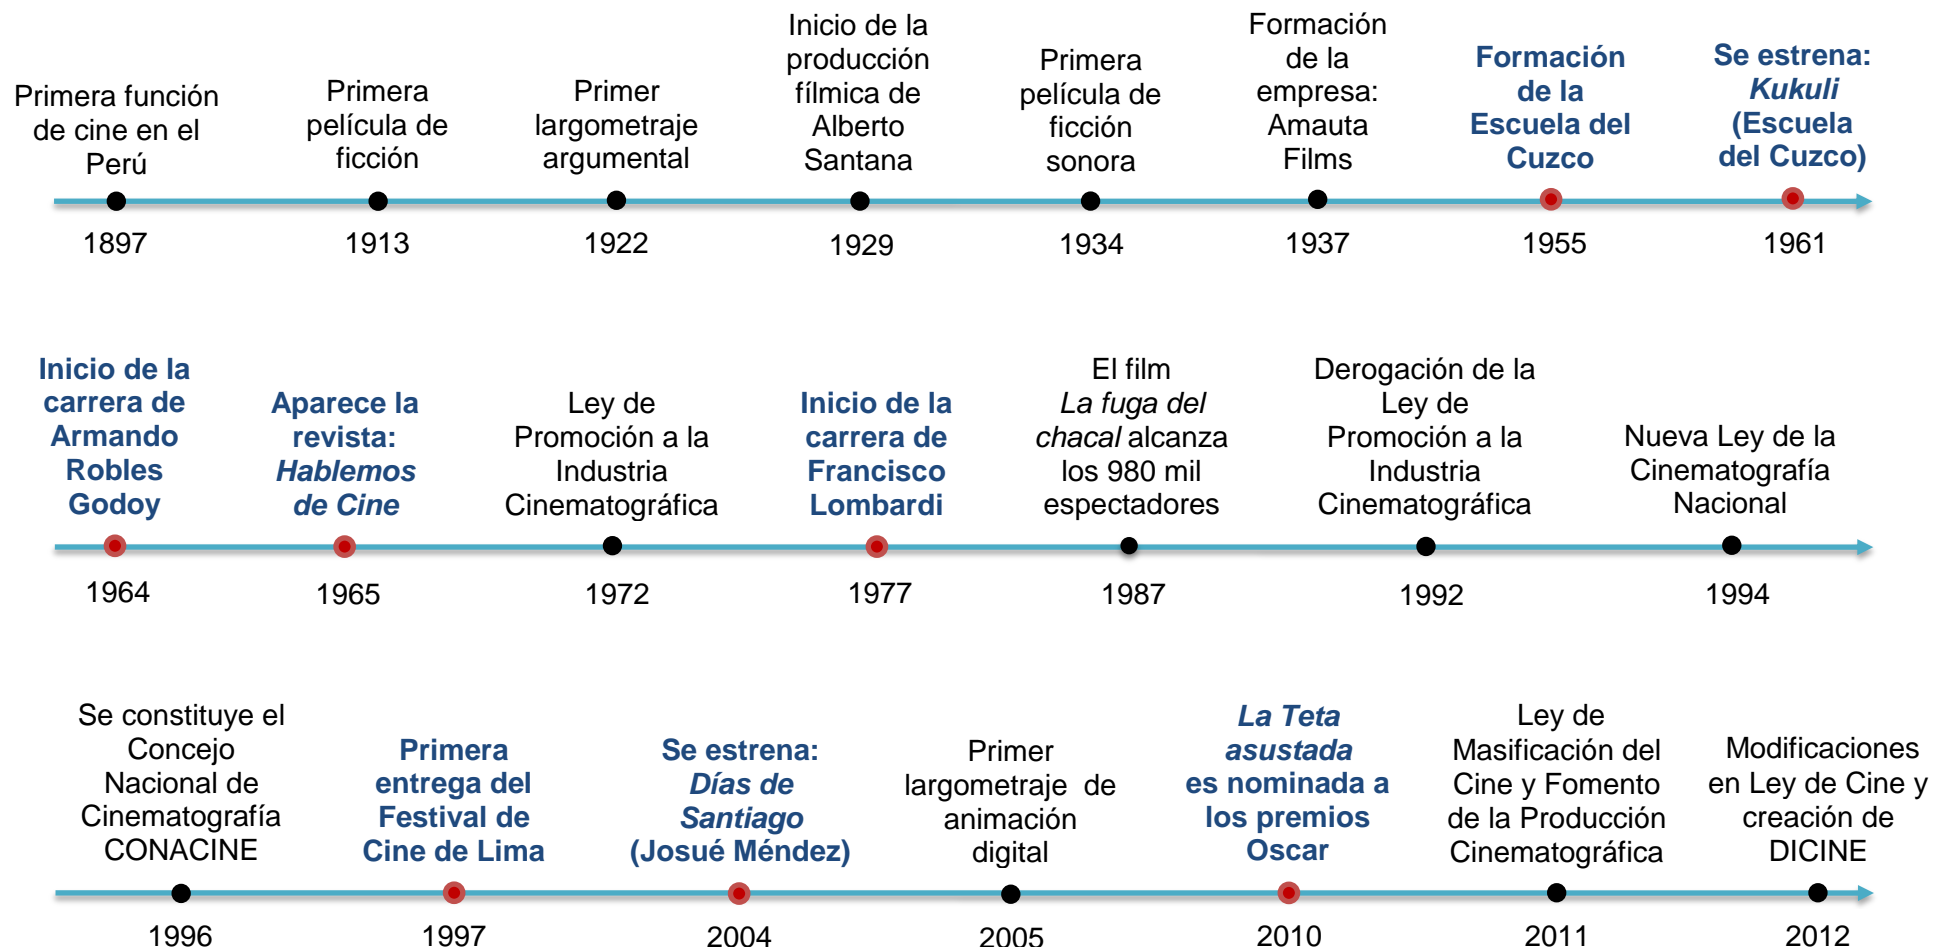 Primera función
de cine en el
Perú
1897
Primera
película de
ficción
1913
Primer
largometraje
argumental
1922
Inicio de la
producción
fílmica de
Alberto
Santana
1929
Primera
película de
ficción
sonora
1934
Formación
de la
empresa:
Amauta
Films
1937
Formación
de la
Escuela del
Cuzco
1955
Se estrena:
Kukuli
(Escuela
del Cuzco)
1961
Inicio de la
carrera de
Armando
Robles
Godoy
1964
Aparece la
revista:
Hablemos
de Cine
1965
Ley de
Promoción a la
Industria
Cinematográfica
1972
Inicio de la
carrera de
Francisco
Lombardi
1977
El film
La fuga del
chacal alcanza
los 980 mil
espectadores
1987
Derogación de la
Ley de
Promoción a la
Industria
Cinematográfica
1992
Nueva Ley de la
Cinematografía
Nacional
1994
Se constituye el
Concejo
Nacional de
Cinematografía
CONACINE
1996
Primera
entrega del
Festival de
Cine de Lima
1997
Se estrena:
Días de
Santiago
(Josué Méndez)
2004
Primer
largometraje de
animación
digital
2005
La Teta
asustada
es nominada a
los premios
Oscar
2010
Ley de
Masificación del
Cine y Fomento
de la Producción
Cinematográfica
2011
Modificaciones
en Ley de Cine y
creación de
DICINE
2012